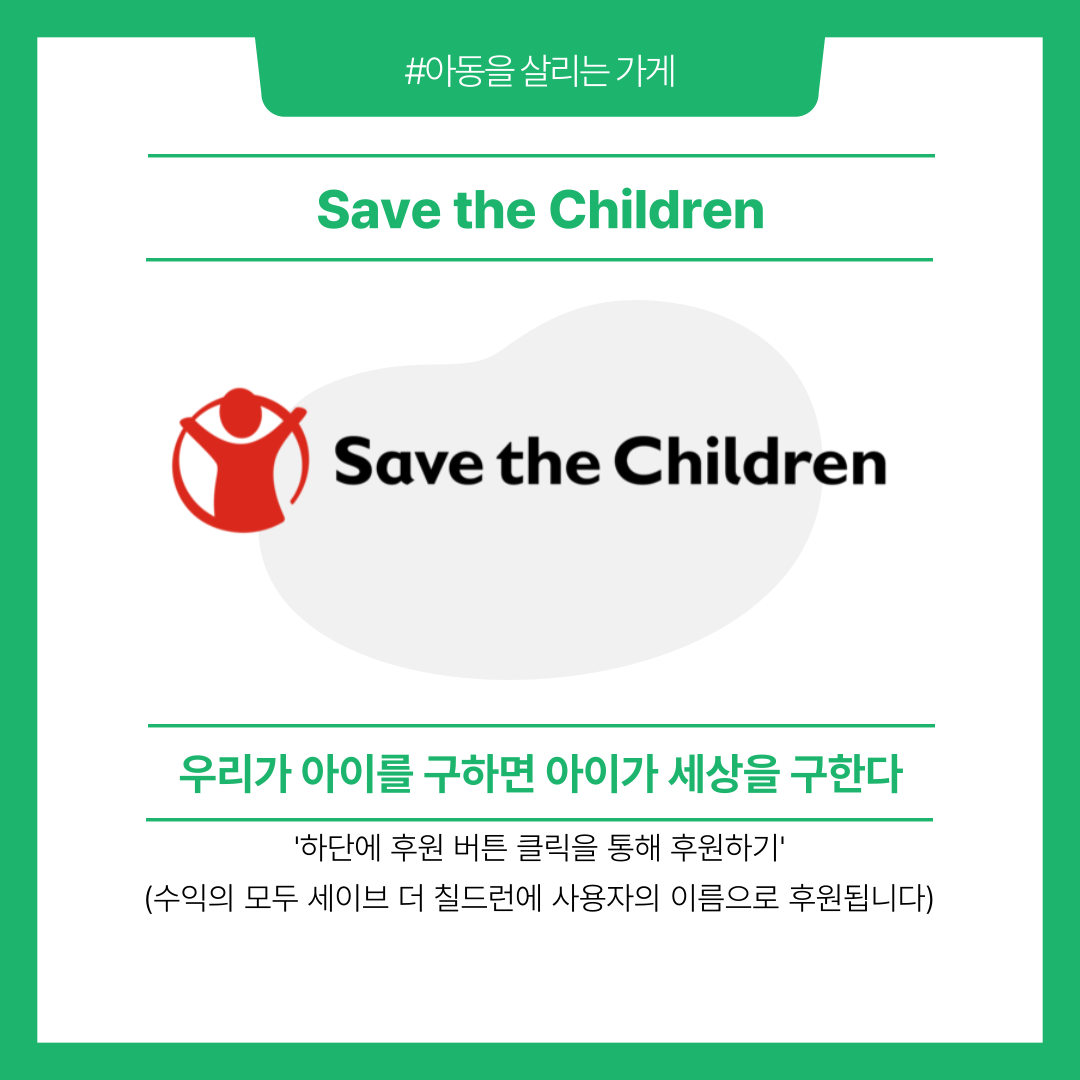 #아동을 살리는 가게
Save the Children
Save the Children
우리가 아이를 구하면 아이가 세상을 구한다
'하단에 후원 버튼 클릭을 통해 후원하기'
(수익의 모두 세이브 더 칠드런에 사용자의 이름으로 후원됩니다)